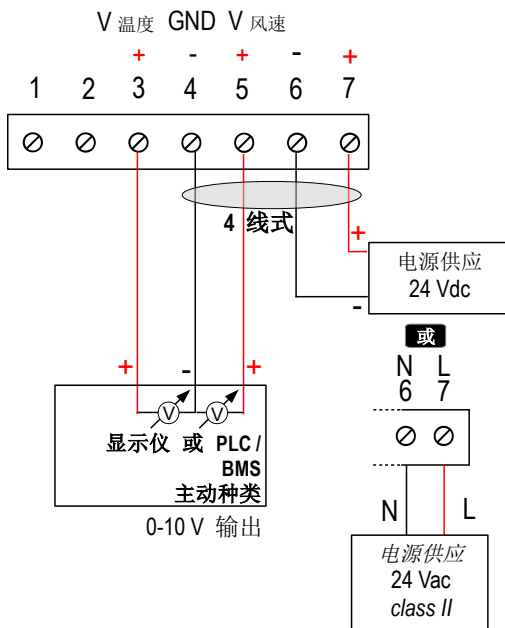 V 温度 GND V 风速
+ - + - +
1 2 3 4 5 6 7
4 线式
+
-
电源供应
24 Vdc
或
N L
6 7
+ - +
V V
显示仪 或 PLC /
BMS
主动种类
0-10 V 输出
N L
电源供应
24 Vac
class II